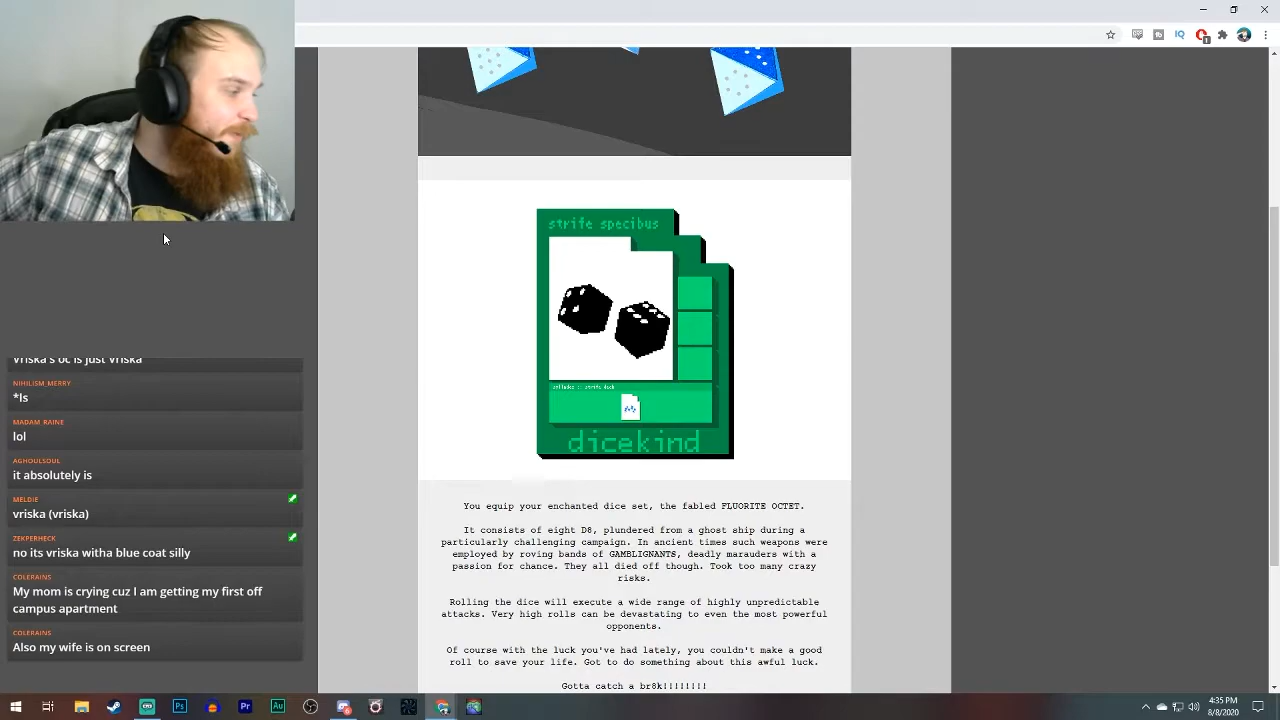 strife specibus
dicekind
You equip your enchanted dice set, the fabled FLUORITE OCTET.
It consists of eight D8, plundered from a ghost ship during a
particularly challenging campaign. In ancient times such weapons were
employed by roving bands of GAMBLIGNANTS, deadly marauders with a
passion for chance. They all died off though. Took too many crazy
risks.
Rolling the dice will execute a wide range of highly unpredictable
attacks. Very high rolls can be devastating to even the most powerful
opponents.
Of course with the luck you've had lately, you couldn't make a good
roll to save your life. Got to do something about this awful luck.
Gotta catch a br8k!!!!!!!!
Vriska's oc is just Vriska
NIHILISM_MERRY
*Is
MADAM_RAINE
lol
AGHOULSOUL
it absolutely is
MELDIE
vriska (vriska)
ZEKPERHECK
no its vriska witha blue coat silly
COLERAINS
My mom is crying cuz I am getting my first off
campus apartment
COLERAINS
Also my wife is on screen
4:35 PM
8/8/2020